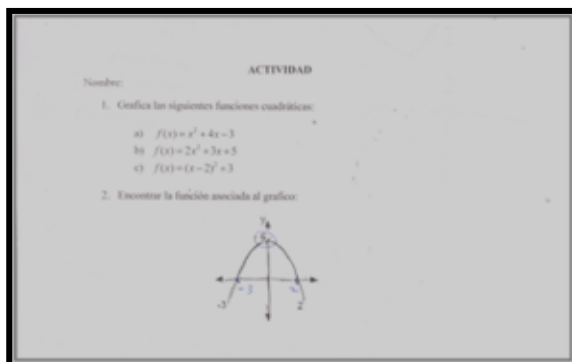 ACTIVIDAD
Nombre:
1. Grafica las siguientes funciones cuadráticas:
a) f(x) = x² + 4x - 3
b) f(x) = 2x² + 3x + 5
c) f(x) = (x - 2)² + 3
2. Encontrar la función asociada al grafico:
y
-3
-3 2